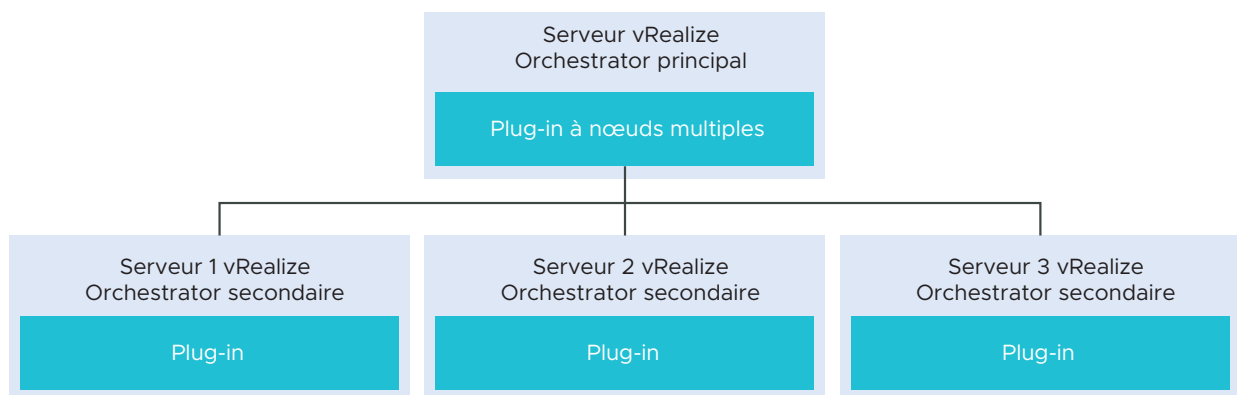 Serveur vRealize
Orchestrator principal
Plug-in à nœuds multiples
Serveur 1 vRealize
Orchestrator secondaire
Plug-in
Serveur 2 vRealize
Orchestrator secondaire
Plug-in
Serveur 3 vRealize
Orchestrator secondaire
Plug-in